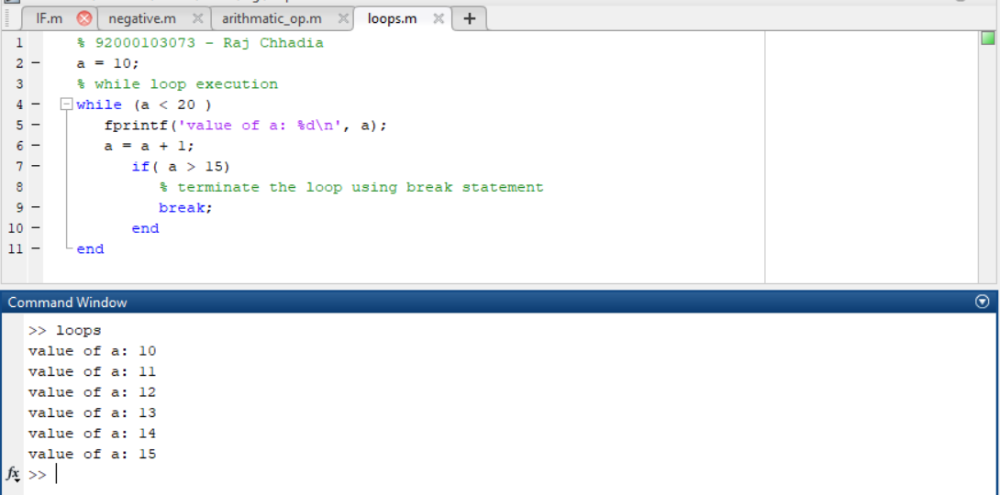 IF.m negative.m arithmatic_op.m loops.m +
1 % 92000103073 - Raj Chhadia
2 - a = 10;
3 % while loop execution
4 - while (a < 20 )
5 - fprintf('value of a: %d\n', a);
6 - a = a + 1;
7 - if( a > 15)
8 % terminate the loop using break statement
9 - break;
10 - end
11 - end
Command Window
>> loops
value of a: 10
value of a: 11
value of a: 12
value of a: 13
value of a: 14
value of a: 15
fx >>